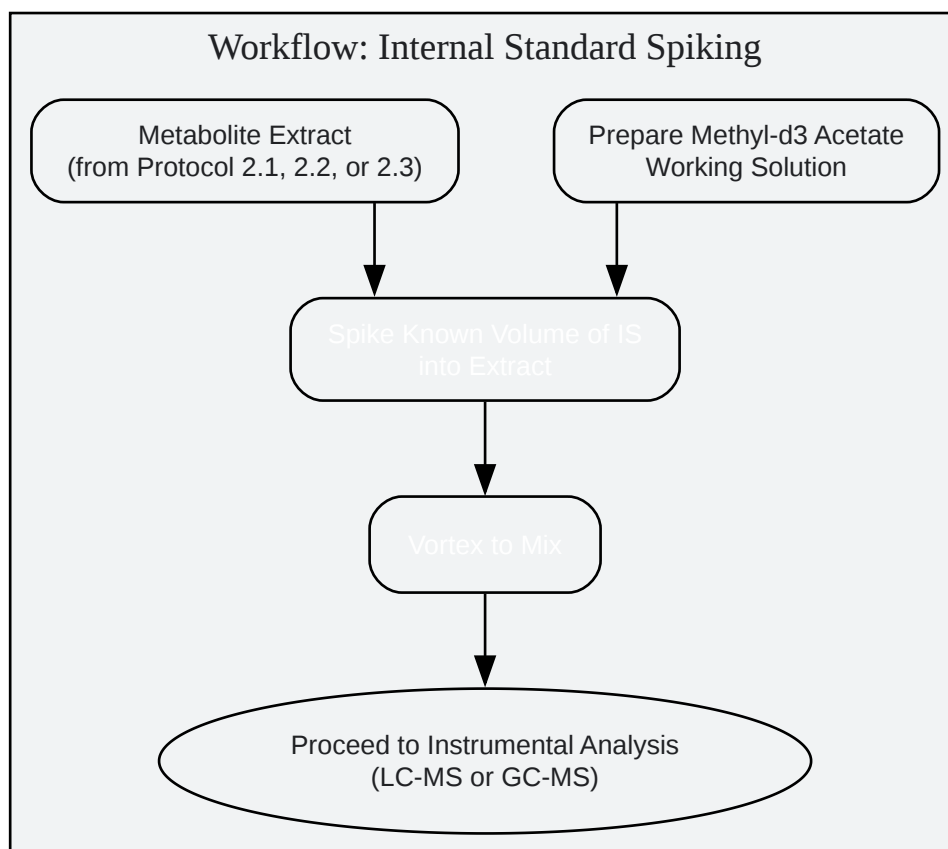 Workflow: Internal Standard Spiking
Metabolite Extract
(from Protocol 2.1, 2.2, or 2.3)
Prepare Methyl-d3 Acetate
Working Solution
Spike Known Volume of IS
into Extract
Vortex to Mix
Proceed to Instrumental Analysis
(LC-MS or GC-MS)